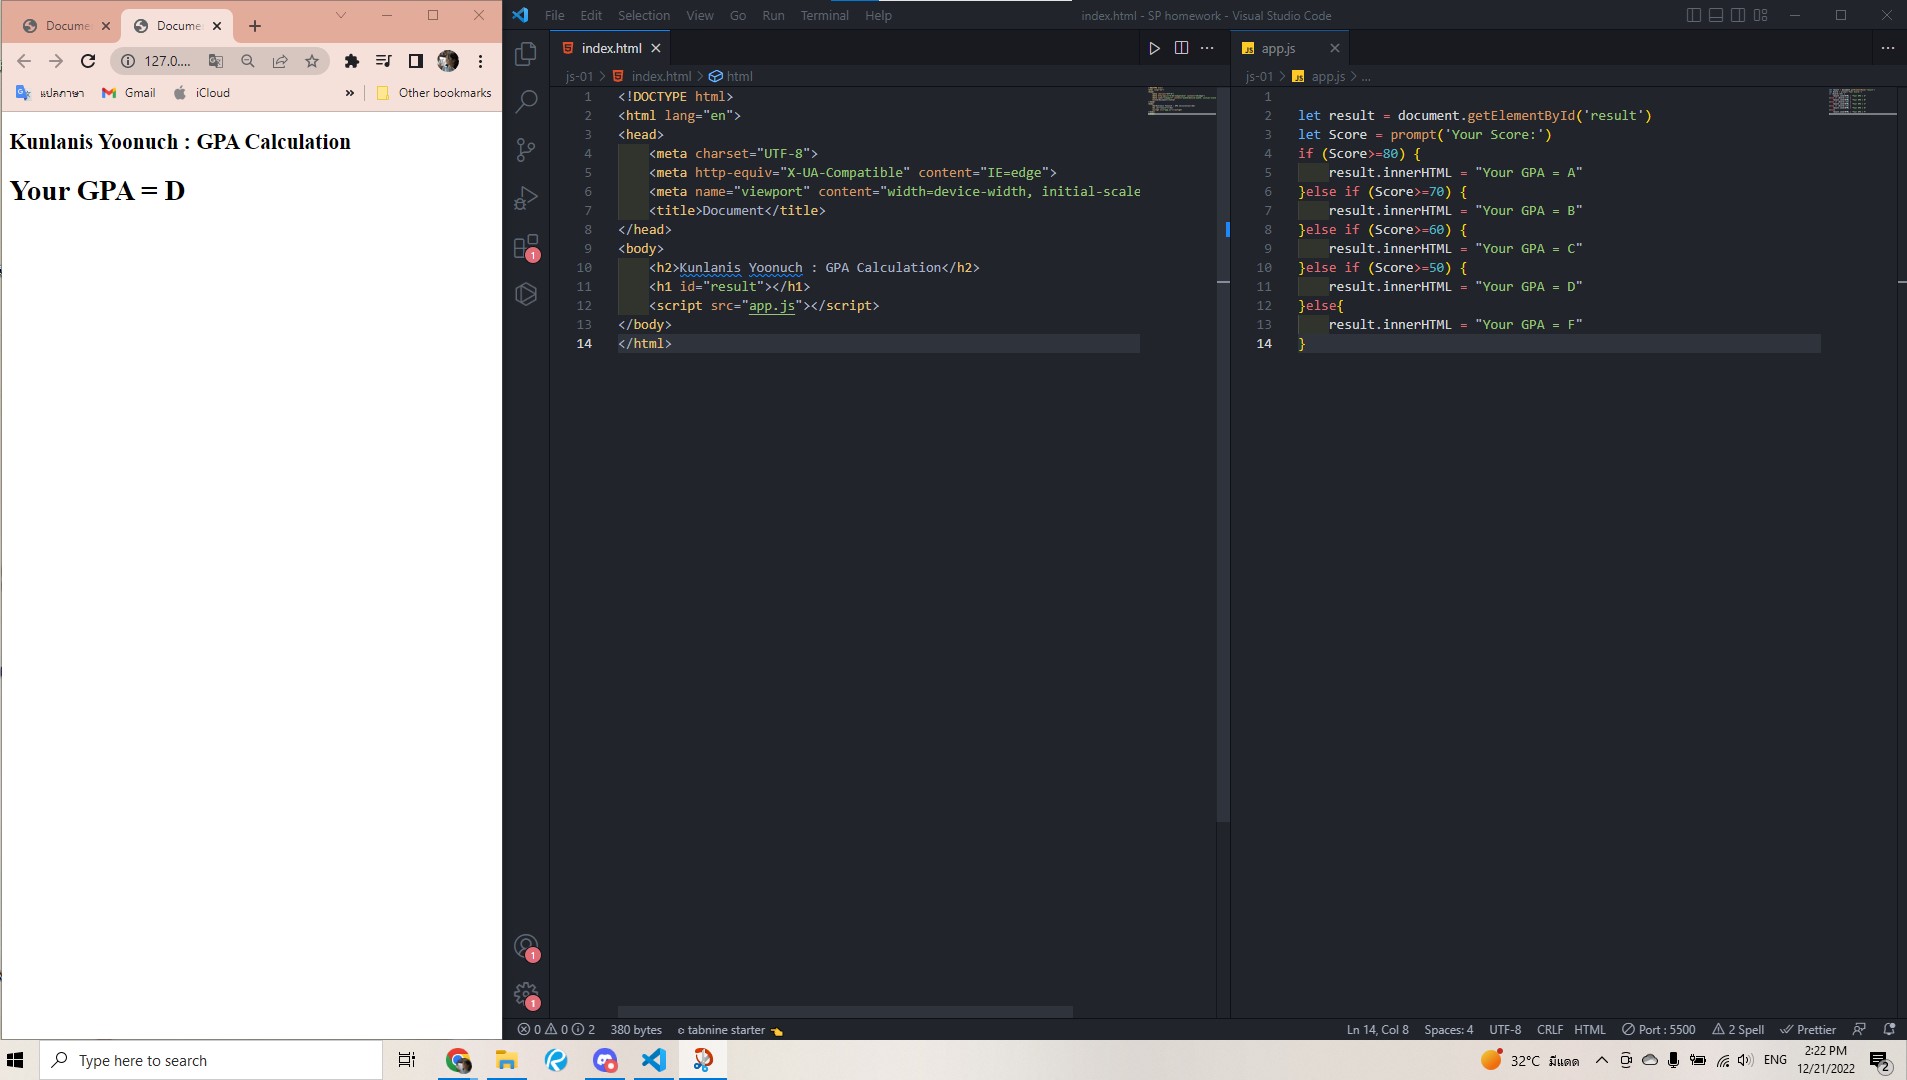 Docume
Docume
127.0....
แปลภาษา
Gmail
iCloud
»
Other bookmarks
Kunlanis Yoonuch : GPA Calculation
Your GPA = D
File Edit Selection View Go Run Terminal Help
index.html - SP homework - Visual Studio Code
index.html
js-01 > index.html > html
1 <!DOCTYPE html>
2 <html lang="en">
3 <head>
4 <meta charset="UTF-8">
5 <meta http-equiv="X-UA-Compatible" content="IE=edge">
6 <meta name="viewport" content="width=device-width, initial-scale
7 <title>Document</title>
8 </head>
9 <body>
10 <h2>Kunlanis Yoonuch : GPA Calculation</h2>
11 <h1 id="result"></h1>
12 <script src="app.js"></script>
13 </body>
14 </html>
JS app.js
js-01 > JS app.js > ...
1
2 let result = document.getElementById('result')
3 let Score = prompt('Your Score:')
4 if (Score>=80) {
5 result.innerHTML = "Your GPA = A"
6 }else if (Score>=70) {
7 result.innerHTML = "Your GPA = B"
8 }else if (Score>=60) {
9 result.innerHTML = "Your GPA = C"
10 }else if (Score>=50) {
11 result.innerHTML = "Your GPA = D"
12 }else{
13 result.innerHTML = "Your GPA = F"
14 }
1
1
1
0 0 2 380 bytes tabnine starter
Ln 14, Col 8 Spaces: 4 UTF-8 CRLF HTML Port : 5500 2 Spell Prettier
Type here to search
32°C มีแดด
ENG
2:22 PM
12/21/2022
2